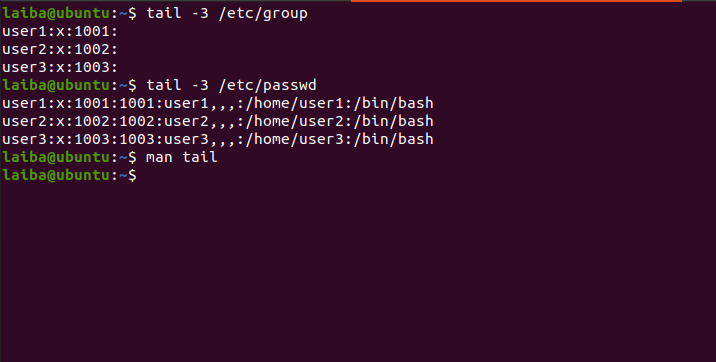 laiba@ubuntu:~$ tail -3 /etc/group
user1:x:1001:
user2:x:1002:
user3:x:1003:
laiba@ubuntu:~$ tail -3 /etc/passwd
user1:x:1001:1001:user1,,,:/home/user1:/bin/bash
user2:x:1002:1002:user2,,,:/home/user2:/bin/bash
user3:x:1003:1003:user3,,,:/home/user3:/bin/bash
laiba@ubuntu:~$ man tail
laiba@ubuntu:~$